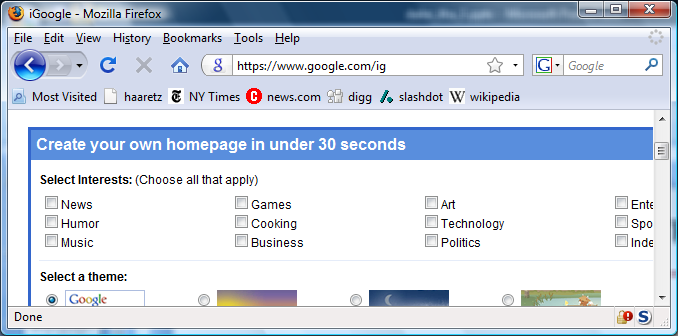 iGoogle - Mozilla Firefox
File Edit View History Bookmarks Tools Help
g https://www.google.com/ig G Google
Most Visited haaretz NY Times C news.com digg slashdot W wikipedia
Create your own homepage in under 30 seconds
Select Interests: (Choose all that apply)
News Games Art Ente
Humor Cooking Technology Spo
Music Business Politics Inde
Select a theme:
Google
Done S